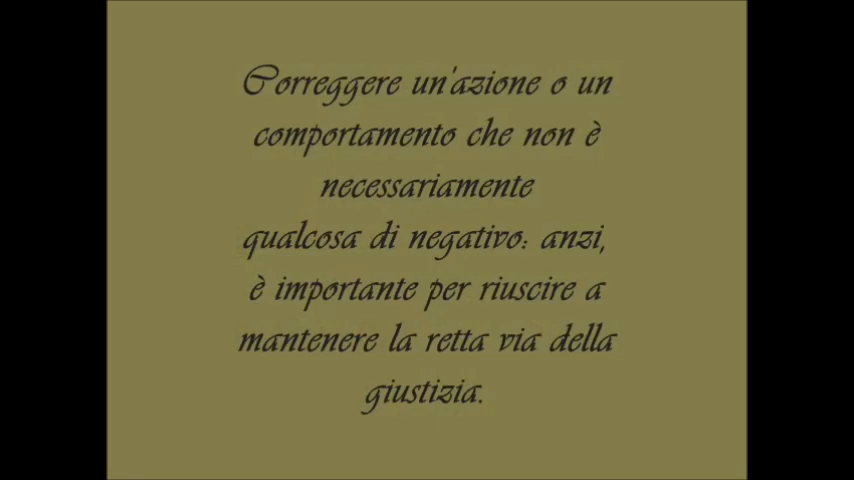 Correggere un'azione o un
comportamento che non è
necessariamente
qualcosa di negativo: anzi,
è importante per riuscire a
mantenere la retta via della
giustizia.